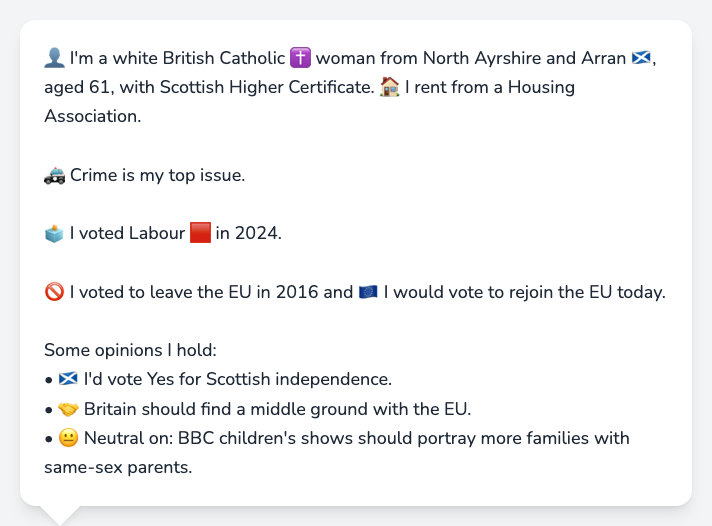 👤 I'm a white British Catholic ✝️ woman from North Ayrshire and Arran 🏴󠁧󠁢󠁳󠁣󠁴󠁿,
aged 61, with Scottish Higher Certificate. 🏠 I rent from a Housing
Association.
🚓 Crime is my top issue.
🗳️ I voted Labour 🟥 in 2024.
🚫 I voted to leave the EU in 2016 and 🇪🇺 I would vote to rejoin the EU today.
Some opinions I hold:
• 🏴󠁧󠁢󠁳󠁣󠁴󠁿 I'd vote Yes for Scottish independence.
• 🤝 Britain should find a middle ground with the EU.
• 😐 Neutral on: BBC children's shows should portray more families with
same-sex parents.